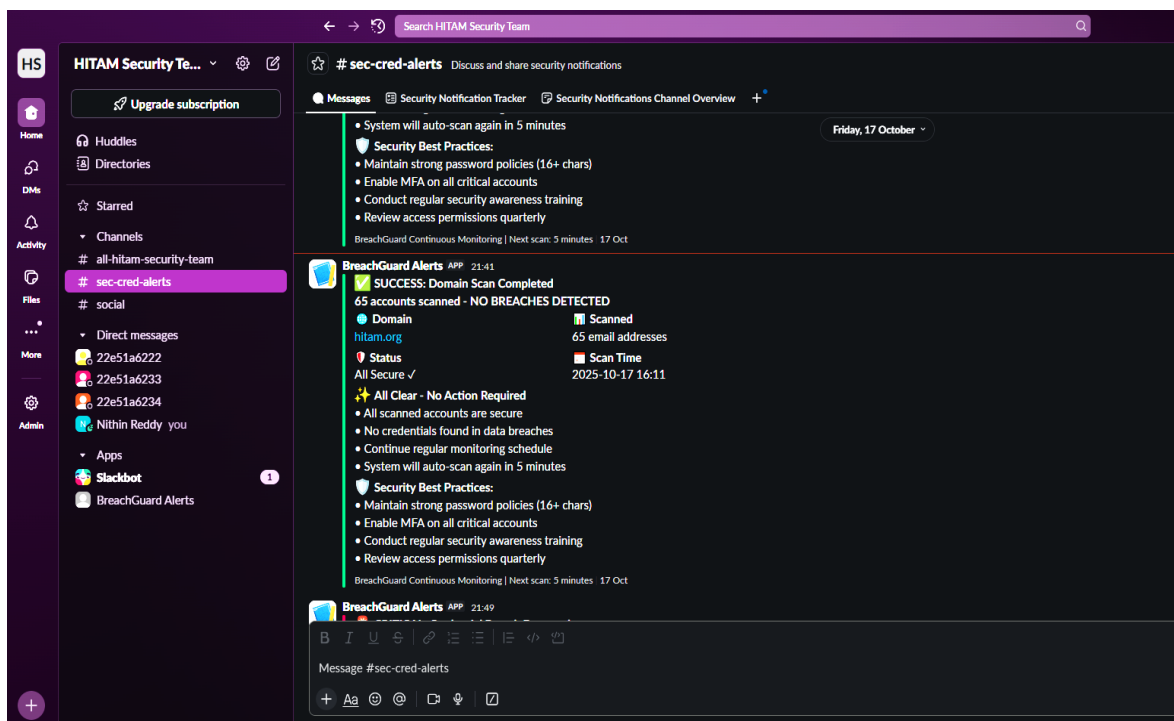 Search HITAM Security Team
HS
HITAM Security Te...
# sec-cred-alerts Discuss and share security notifications
Upgrade subscription
Messages Security Notification Tracker Security Notifications Channel Overview +
Home
DMs
Activity
Files
More
Admin
Huddles
Directories
Starred
Channels
# all-hitam-security-team
# sec-cred-alerts
# social
Direct messages
22e51a6222
22e51a6233
22e51a6234
Nithin Reddy you
Apps
Slackbot 1
BreachGuard Alerts
Friday, 17 October
• System will auto-scan again in 5 minutes
Security Best Practices:
• Maintain strong password policies (16+ chars)
• Enable MFA on all critical accounts
• Conduct regular security awareness training
• Review access permissions quarterly
BreachGuard Continuous Monitoring | Next scan: 5 minutes 17 Oct
BreachGuard Alerts APP 21:41
SUCCESS: Domain Scan Completed
65 accounts scanned - NO BREACHES DETECTED
Domain Scanned
hitam.org 65 email addresses
Status Scan Time
All Secure ✓ 2025-10-17 16:11
All Clear - No Action Required
• All scanned accounts are secure
• No credentials found in data breaches
• Continue regular monitoring schedule
• System will auto-scan again in 5 minutes
Security Best Practices:
• Maintain strong password policies (16+ chars)
• Enable MFA on all critical accounts
• Conduct regular security awareness training
• Review access permissions quarterly
BreachGuard Continuous Monitoring | Next scan: 5 minutes 17 Oct
BreachGuard Alerts APP 21:49
B I U S
Message #sec-cred-alerts
+ Aa @